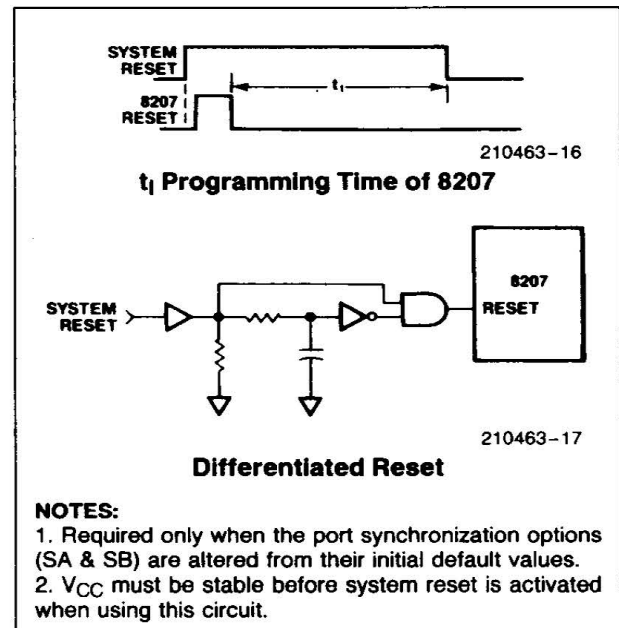 SYSTEM
RESET
t₁
8207
RESET
210463–16
t₁ Programming Time of 8207
SYSTEM
RESET
8207
RESET
210463–17
Differentiated Reset
NOTES:
1. Required only when the port synchronization options
(SA & SB) are altered from their initial default values.
2. V_CC must be stable before system reset is activated
when using this circuit.